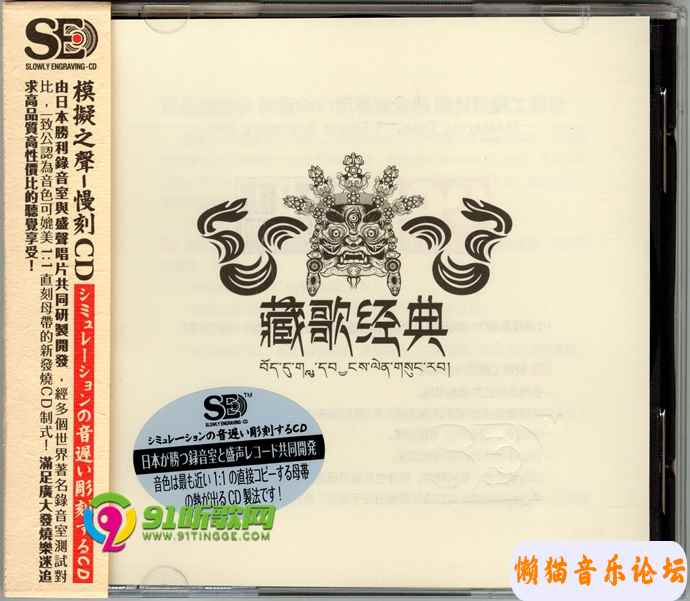 SED
SLOWLY ENGRAVING-CD
模擬之聲-慢刻CD
シミュレーションの音遅い彫刻するCD
由日本勝利錄音室與盛聲唱片共同研製開發，經多個世界著名錄音室測試對
比，一致公認為音色可媲美1:1直刻母帶的新發燒CD制式！滿足廣大發燒樂迷追
求高品質高性價比的聽覺享受！
藏歌经典
SED™
SLOWLY ENGRAVING-CD
シミュレーションの音遅い彫刻するCD
日本が勝つ録音室と盛声レコード共同開発
音色は最も近い1:1の直接コピーする母帯
の熱が出るCD製法です！
91听歌网
www.91TINGGE.COM
懒猫音乐论坛